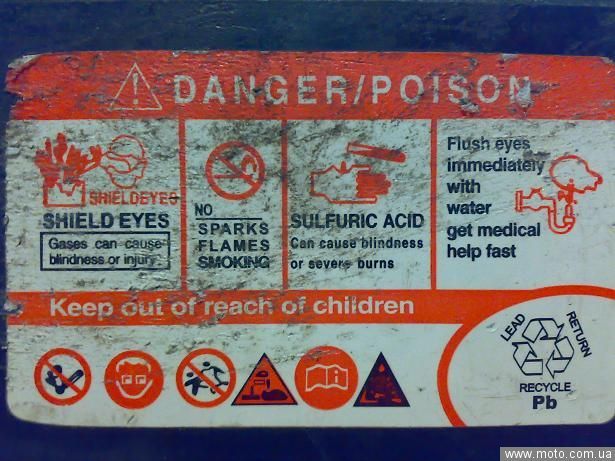 DANGER/POISON
SHIELDEYES
SHIELD EYES
Gases can cause
blindness or injury
NO
SPARKS
FLAMES
SMOKING
SULFURIC ACID
Can cause blindness
or severe burns
Flush eyes
immediately
with
water
get medical
help fast
Keep out of reach of children
LEAD
RETURN
RECYCLE
Pb
www.moto.com.ua